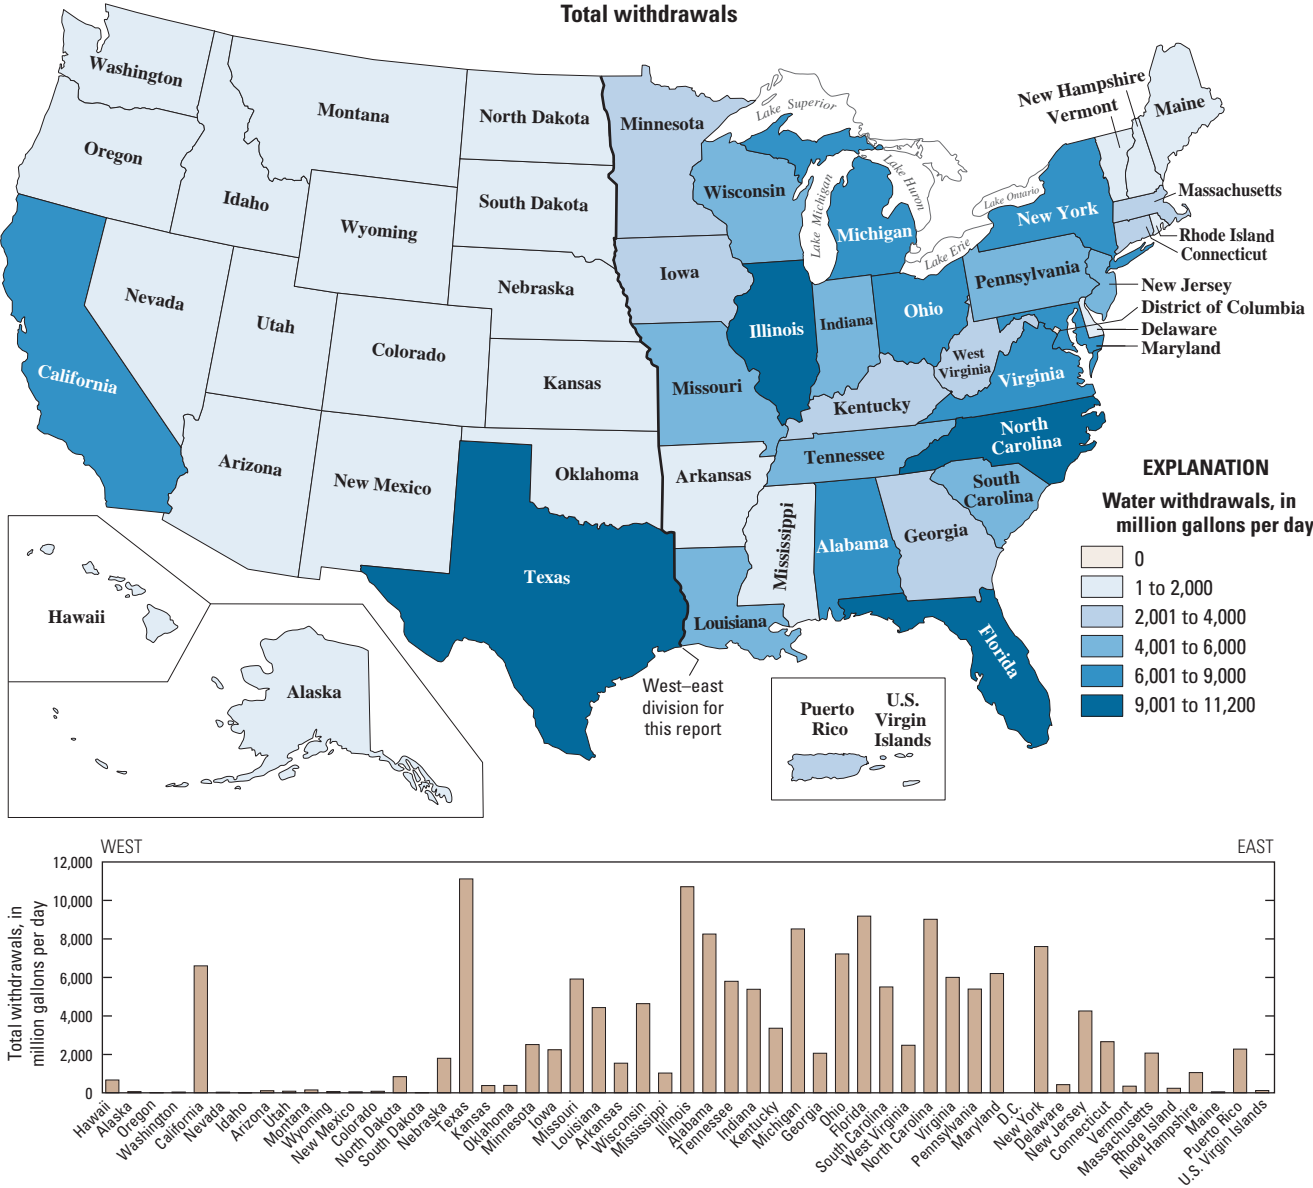 Total withdrawals
Washington
Oregon
Idaho
Montana
North Dakota
South Dakota
Wyoming
Nebraska
Nevada
Utah
Colorado
Kansas
California
Arizona
New Mexico
Oklahoma
Texas
Minnesota
Iowa
Missouri
Arkansas
Louisiana
Wisconsin
Illinois
Mississippi
Lake Superior
Lake Michigan
Lake Huron
Lake Erie
Lake Ontario
Michigan
Indiana
Ohio
Kentucky
Tennessee
Alabama
Georgia
Florida
South
Carolina
North
Carolina
Virginia
West
Virginia
Pennsylvania
New York
New Hampshire
Vermont
Maine
Massachusetts
Rhode Island
Connecticut
New Jersey
District of Columbia
Delaware
Maryland
Hawaii
Alaska
West–east
division for
this report
Puerto
Rico
U.S.
Virgin
Islands
EXPLANATION
Water withdrawals, in
million gallons per day
0
1 to 2,000
2,001 to 4,000
4,001 to 6,000
6,001 to 9,000
9,001 to 11,200
WEST
EAST
Total withdrawals, in
million gallons per day
12,000
10,000
8,000
6,000
4,000
2,000
0
Hawaii
Alaska
Oregon
Washington
California
Nevada
Idaho
Arizona
Utah
Montana
Wyoming
New Mexico
Colorado
North Dakota
South Dakota
Nebraska
Texas
Kansas
Oklahoma
Minnesota
Iowa
Missouri
Louisiana
Arkansas
Wisconsin
Mississippi
Illinois
Alabama
Tennessee
Indiana
Kentucky
Michigan
Georgia
Ohio
Florida
South Carolina
West Virginia
North Carolina
Virginia
Pennsylvania
Maryland
D.C.
New York
Delaware
New Jersey
Connecticut
Vermont
Massachusetts
Rhode Island
New Hampshire
Maine
Puerto Rico
U.S. Virgin Islands